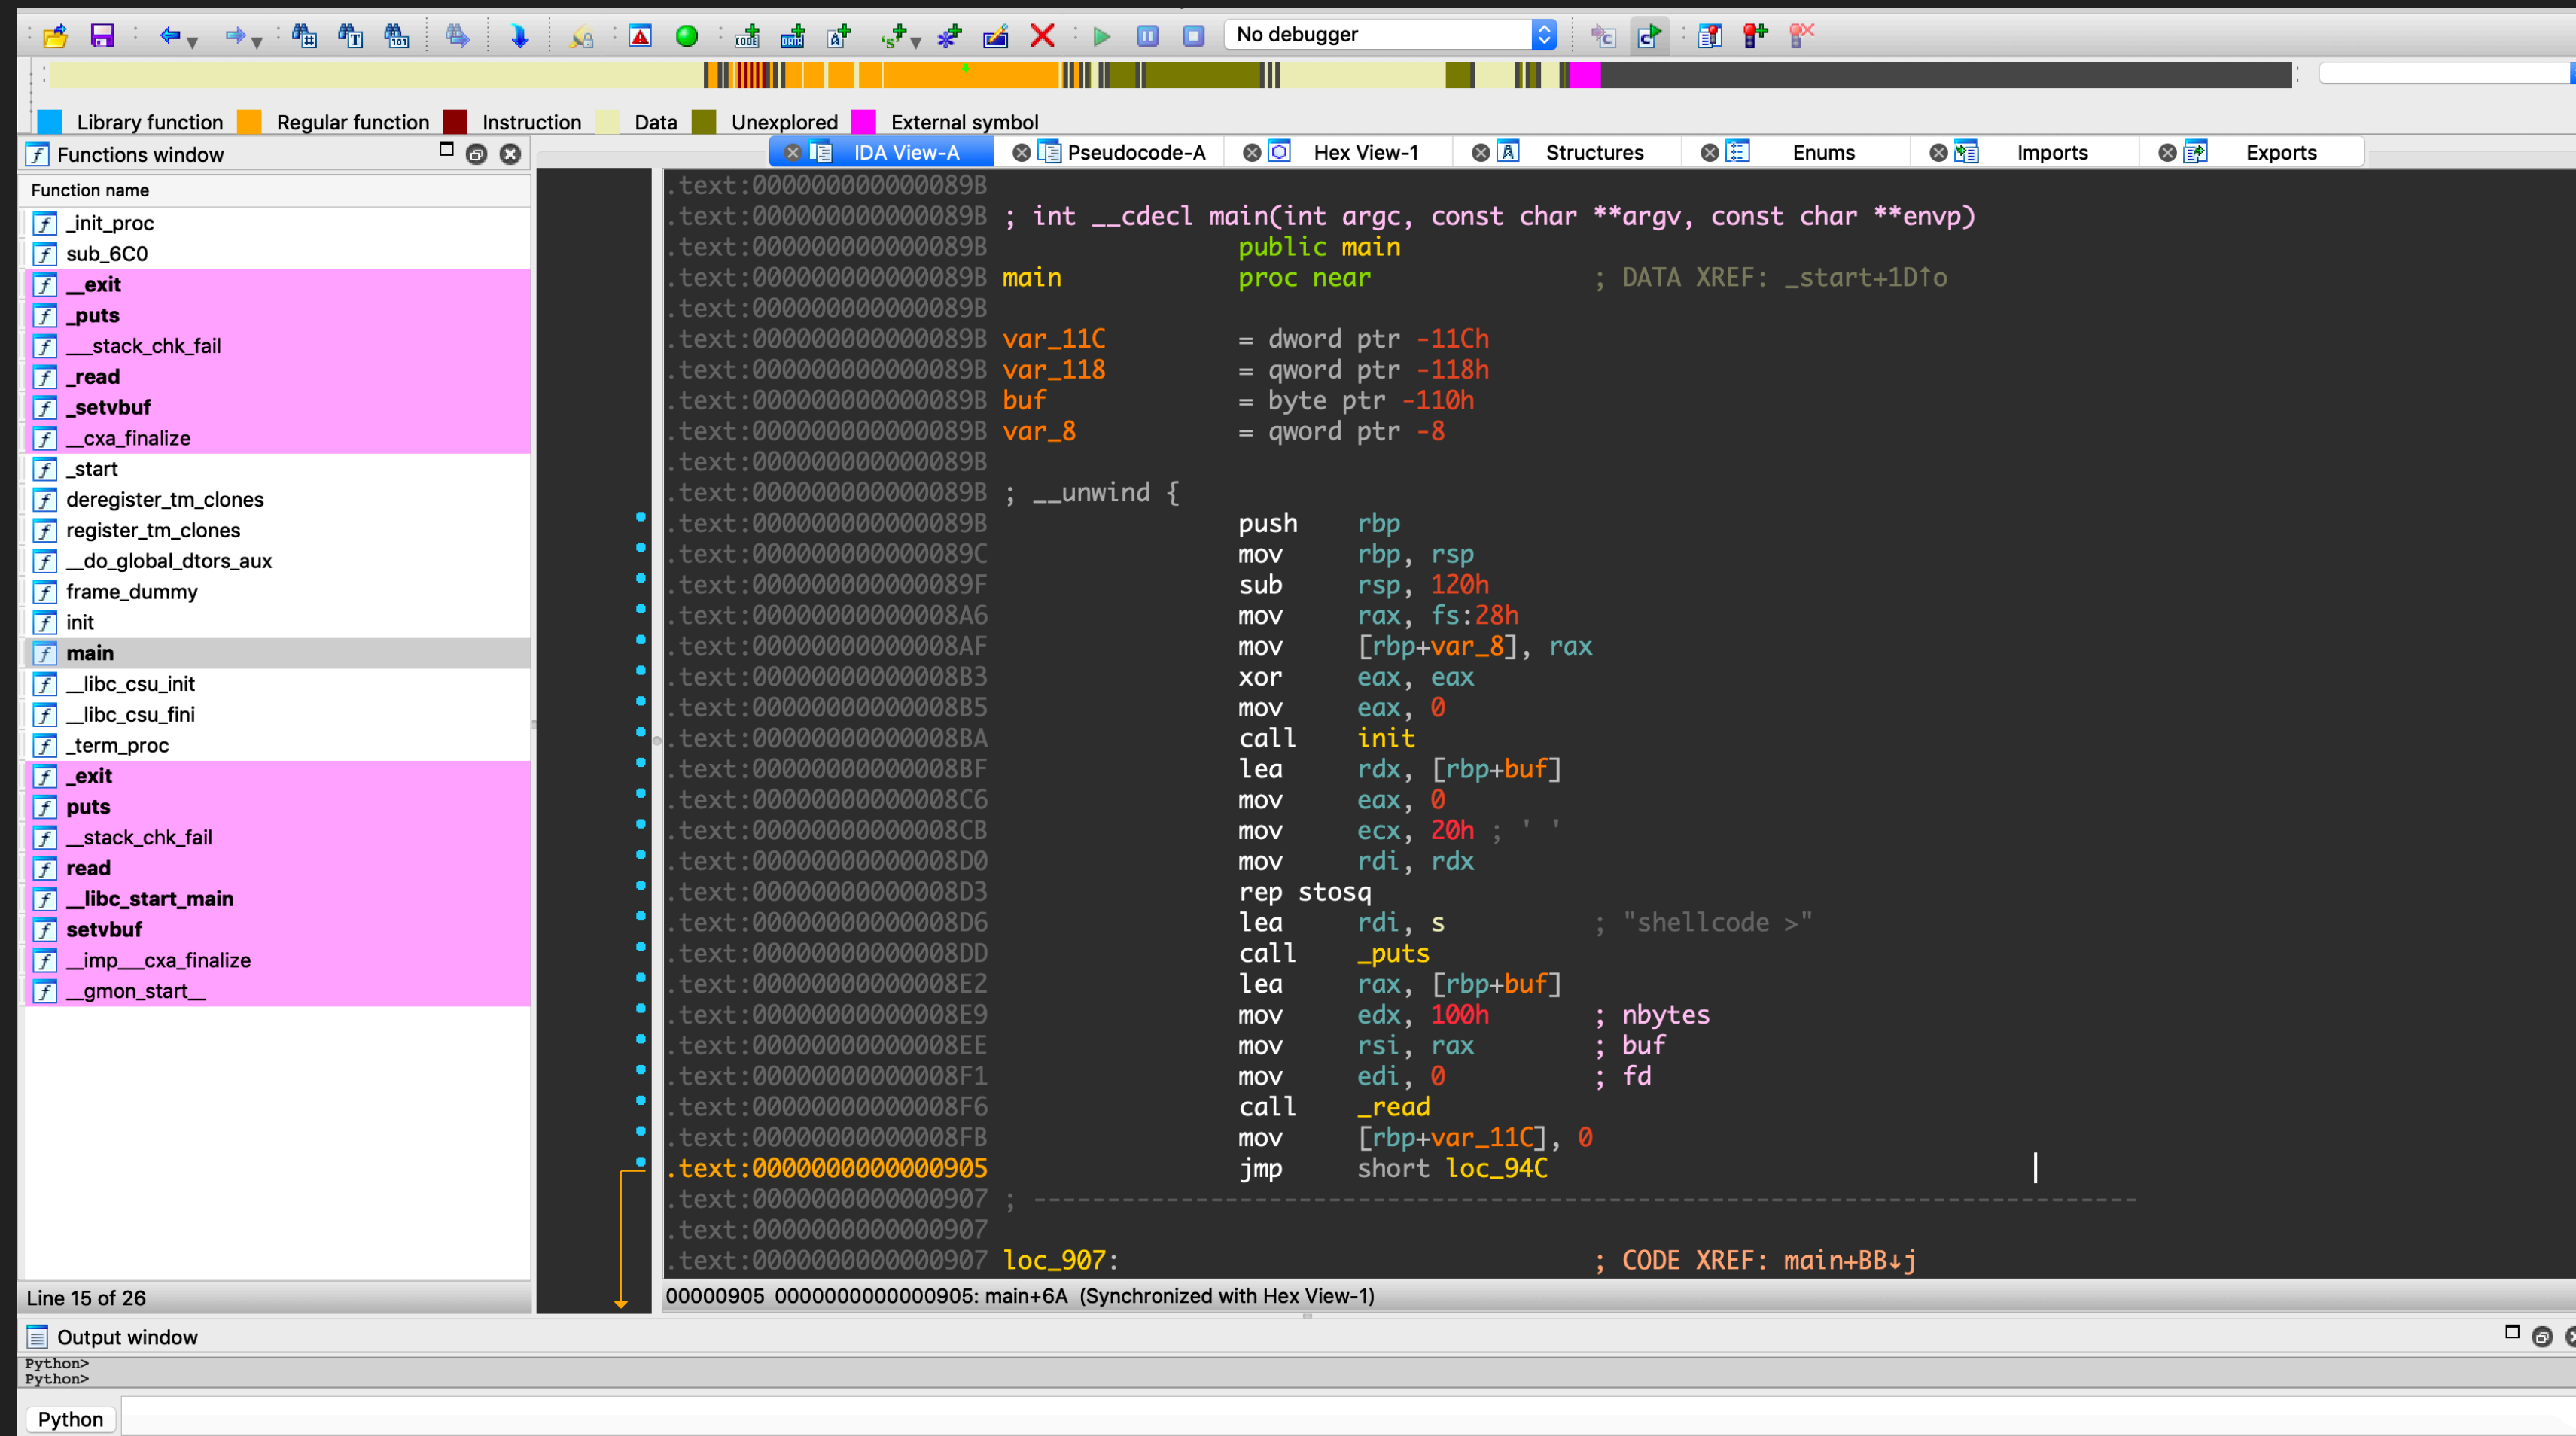 No debugger
Library function Regular function Instruction Data Unexplored External symbol
Functions window
IDA View-A Pseudocode-A Hex View-1 Structures Enums Imports Exports
Function name
_init_proc
sub_6C0
__exit
_puts
___stack_chk_fail
_read
_setvbuf
__cxa_finalize
_start
deregister_tm_clones
register_tm_clones
__do_global_dtors_aux
frame_dummy
init
main
__libc_csu_init
__libc_csu_fini
_term_proc
_exit
puts
__stack_chk_fail
read
__libc_start_main
setvbuf
__imp___cxa_finalize
__gmon_start__
Line 15 of 26
.text:000000000000089B
.text:000000000000089B ; int __cdecl main(int argc, const char **argv, const char **envp)
.text:000000000000089B public main
.text:000000000000089B main proc near ; DATA XREF: _start+1D↑o
.text:000000000000089B
.text:000000000000089B var_11C = dword ptr -11Ch
.text:000000000000089B var_118 = qword ptr -118h
.text:000000000000089B buf = byte ptr -110h
.text:000000000000089B var_8 = qword ptr -8
.text:000000000000089B
.text:000000000000089B ; __unwind {
.text:000000000000089B push rbp
.text:000000000000089C mov rbp, rsp
.text:000000000000089F sub rsp, 120h
.text:00000000000008A6 mov rax, fs:28h
.text:00000000000008AF mov [rbp+var_8], rax
.text:00000000000008B3 xor eax, eax
.text:00000000000008B5 mov eax, 0
.text:00000000000008BA call init
.text:00000000000008BF lea rdx, [rbp+buf]
.text:00000000000008C6 mov eax, 0
.text:00000000000008CB mov ecx, 20h ; ' '
.text:00000000000008D0 mov rdi, rdx
.text:00000000000008D3 rep stosq
.text:00000000000008D6 lea rdi, s ; "shellcode >"
.text:00000000000008DD call _puts
.text:00000000000008E2 lea rax, [rbp+buf]
.text:00000000000008E9 mov edx, 100h ; nbytes
.text:00000000000008EE mov rsi, rax ; buf
.text:00000000000008F1 mov edi, 0 ; fd
.text:00000000000008F6 call _read
.text:00000000000008FB mov [rbp+var_11C], 0
.text:0000000000000905 jmp short loc_94C
.text:0000000000000907 ; ---------------------------------------------------------------------------
.text:0000000000000907
.text:0000000000000907 loc_907: ; CODE XREF: main+BB↓j
00000905 0000000000000905: main+6A (Synchronized with Hex View-1)
Output window
Python>
Python>
Python